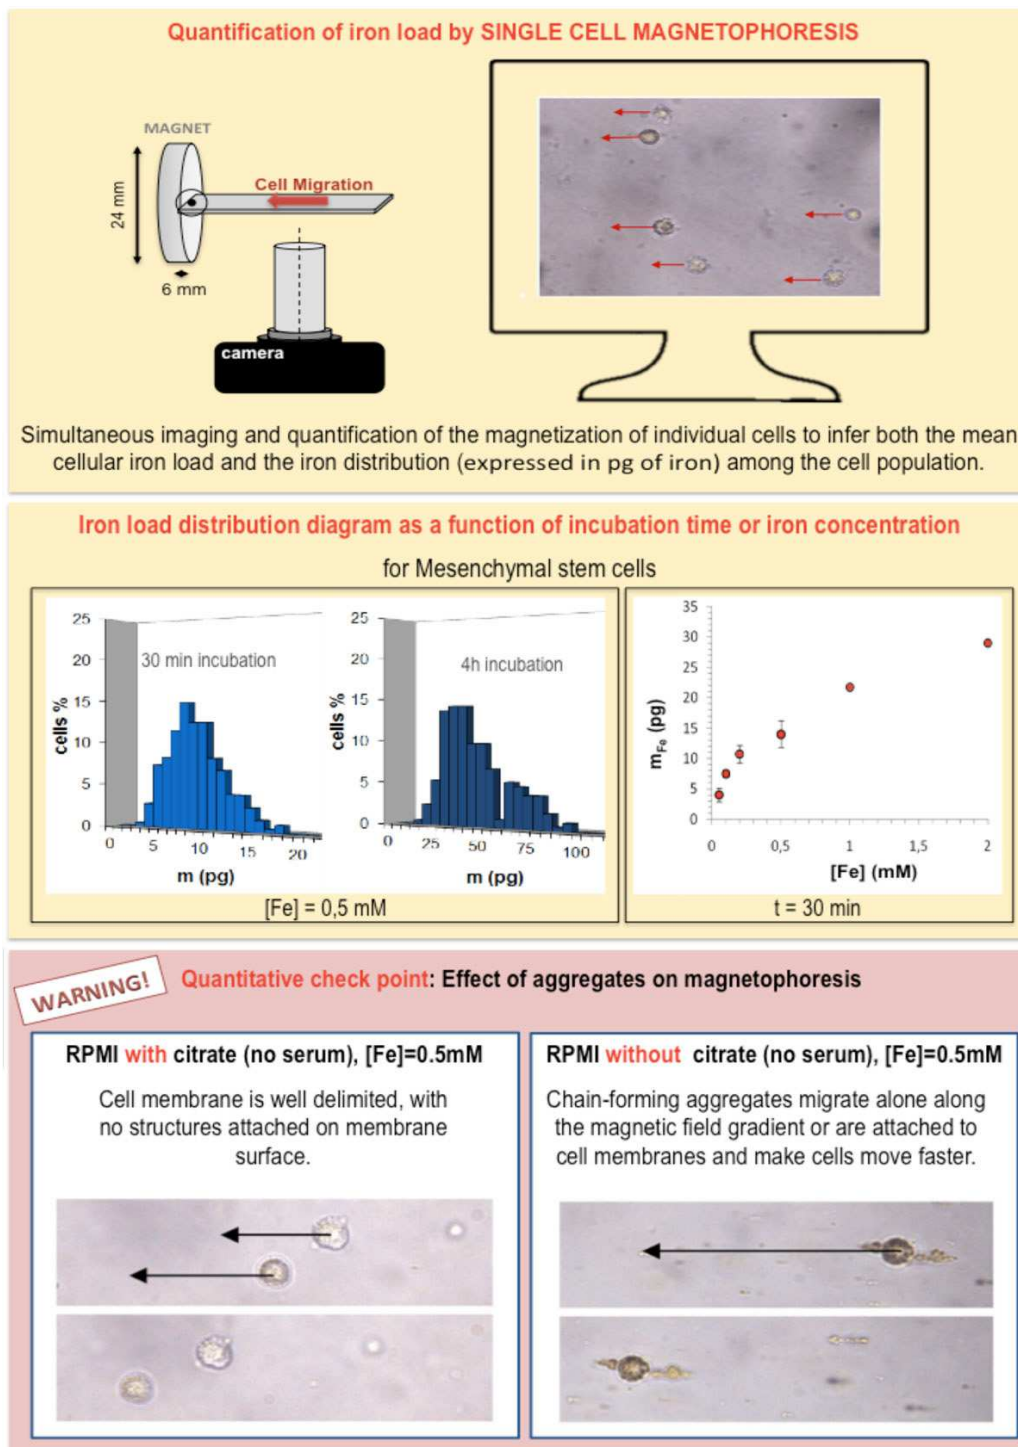 Quantification of iron load by SINGLE CELL MAGNETOPHORESIS
MAGNET
24 mm
Cell Migration
6 mm
camera
Simultaneous imaging and quantification of the magnetization of individual cells to infer both the mean
cellular iron load and the iron distribution (expressed in pg of iron) among the cell population.
Iron load distribution diagram as a function of incubation time or iron concentration
for Mesenchymal stem cells
25
20
15
10
5
0
cells %
30 min incubation
0 5 10 15 20
m (pg)
25
20
15
10
5
0
cells %
4h incubation
0 25 50 75 100
m (pg)
[Fe] = 0,5 mM
35
30
25
20
15
10
5
0
mFe (pg)
0 0,5 1 1,5 2
[Fe] (mM)
t = 30 min
WARNING!
Quantitative check point: Effect of aggregates on magnetophoresis
RPMI with citrate (no serum), [Fe]=0.5mM
Cell membrane is well delimited, with
no structures attached on membrane
surface.
RPMI without citrate (no serum), [Fe]=0.5mM
Chain-forming aggregates migrate alone along
the magnetic field gradient or are attached to
cell membranes and make cells move faster.